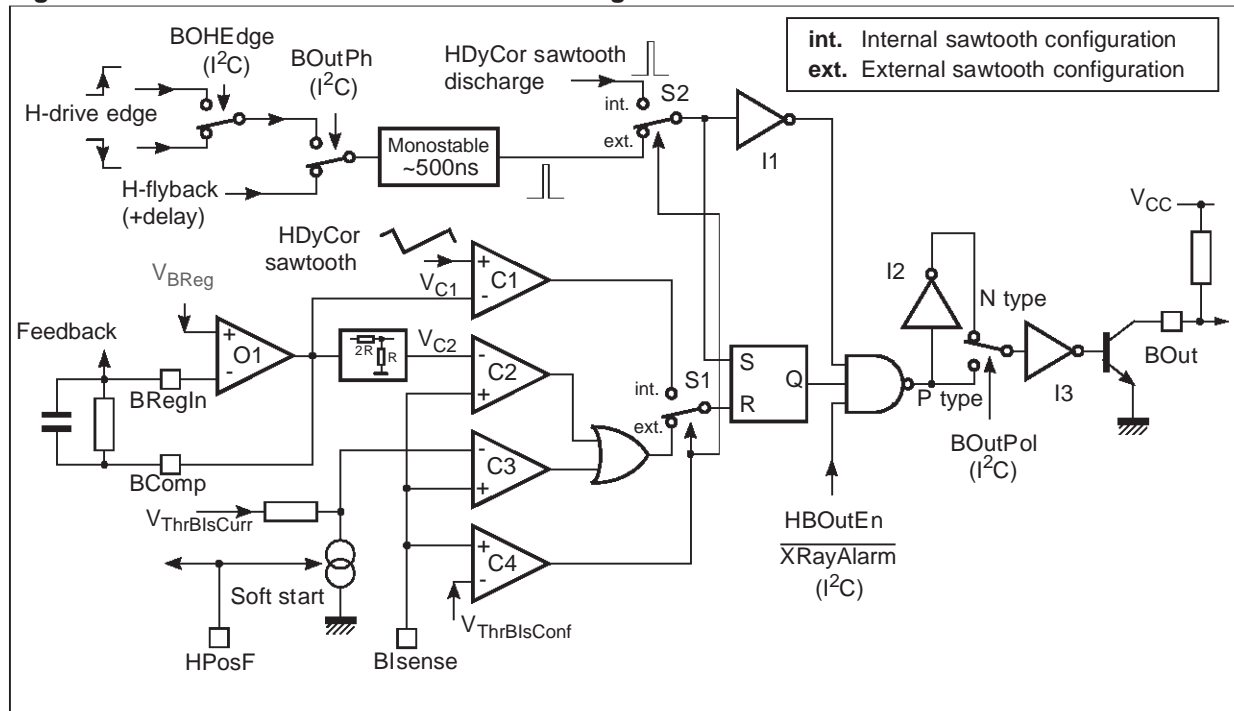 BOHEdge
(I²C)
BOutPh
(I²C)
H-drive edge
H-flyback
(+delay)
Monostable
~500ns
HDyCor sawtooth
discharge
int.
ext.
S2
I1
int. Internal sawtooth configuration
ext. External sawtooth configuration
HDyCor
sawtooth
VC1
+
-
C1
VBReg
Feedback
+
-
O1
BRegIn
BComp
2R
R
VC2
-
+
C2
-
+
C3
+
-
C4
VThrBIsCurr
Soft start
HPosF
BIsense
VThrBIsConf
S1
int.
ext.
S
R
Q
HBOutEn
XRayAlarm
(I²C)
I2
N type
P type
BOutPol
(I²C)
I3
VCC
BOut